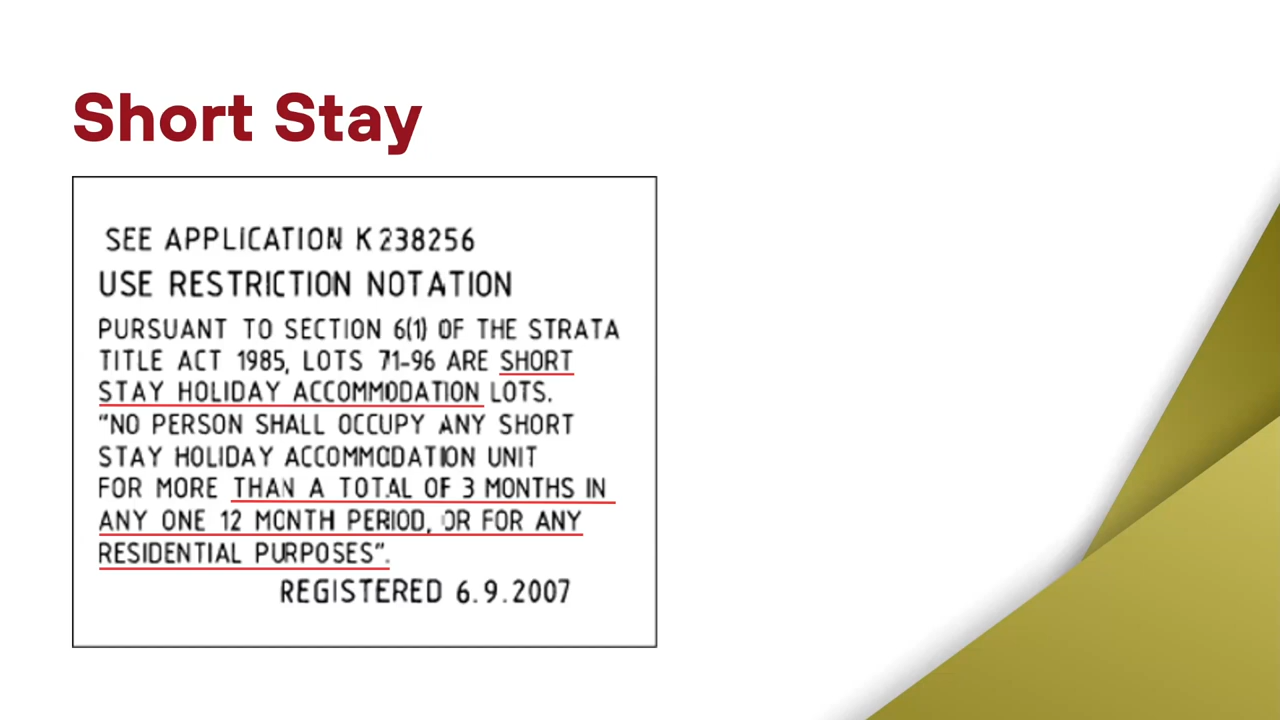 Short Stay
SEE APPLICATION K238256
USE RESTRICTION NOTATION
PURSUANT TO SECTION 6(1) OF THE STRATA
TITLE ACT 1985, LOTS 71-96 ARE SHORT
STAY HOLIDAY ACCOMMODATION LOTS.
"NO PERSON SHALL OCCUPY ANY SHORT
STAY HOLIDAY ACCOMMODATION UNIT
FOR MORE THAN A TOTAL OF 3 MONTHS IN
ANY ONE 12 MONTH PERIOD, OR FOR ANY
RESIDENTIAL PURPOSES".
REGISTERED 6.9.2007